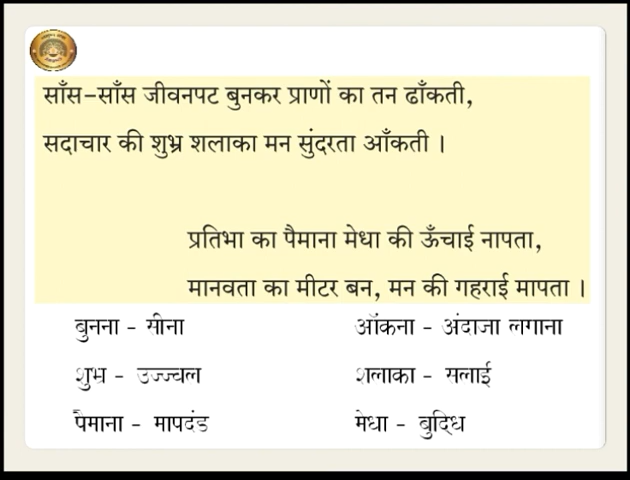 साँस-साँस जीवनपट बुनकर प्राणों का तन ढाँकती,
सदाचार की शुभ्र शलाका मन सुंदरता आँकती ।
प्रतिभा का पैमाना मेधा की ऊँचाई नापता,
मानवता का मीटर बन, मन की गहराई मापता ।
बुनना - सीना
आंकना - अंदाजा लगाना
शुभ्र - उज्ज्वल
शलाका - सलाई
पैमाना - मापदंड
मेधा - बुद्धि